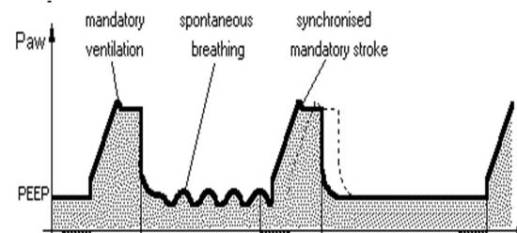 mandatory
ventilation
spontaneous
breathing
synchronised
mandatory stroke
Paw
PEEP